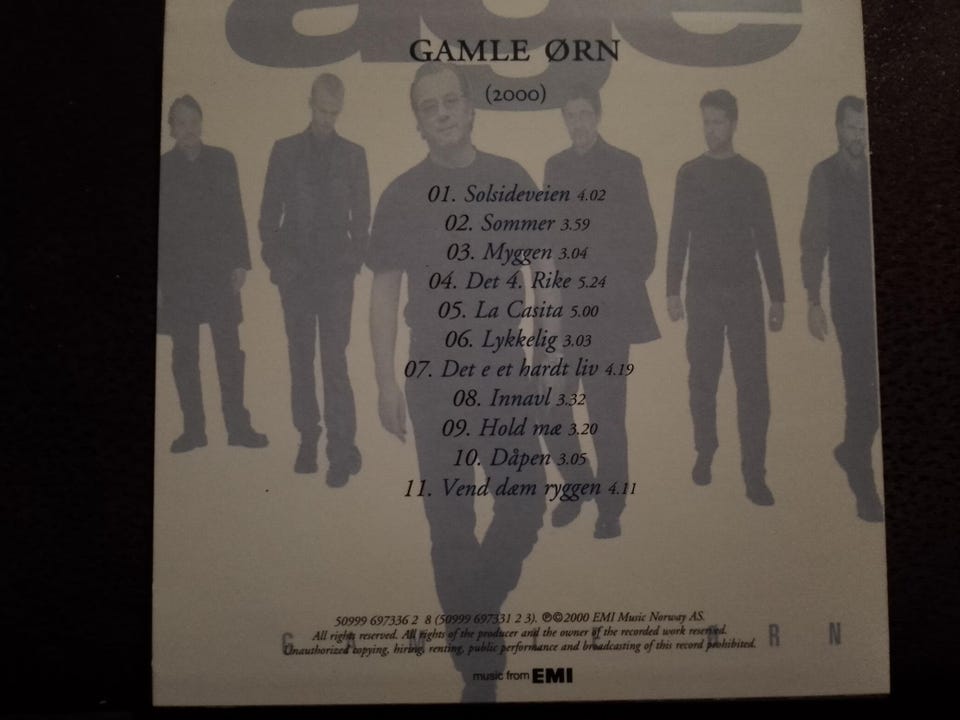 age
GAMLE ØRN
(2000)
01. Solsideveien 4.02
02. Sommer 3.59
03. Myggen 3.04
04. Det 4. Rike 5.24
05. La Casita 5.00
06. Lykkelig 3.03
07. Det e et hardt liv 4.19
08. Innavl 3.32
09. Hold mæ 3.20
10. Dåpen 3.05
11. Vend dæm ryggen 4.11
50999 697336 2 8 (50999 697331 2 3). ℗©2000 EMI Music Norway AS.
All rights reserved. All rights of the producer and the owner of the recorded work reserved.
GAMLE ØRN
Unauthorized copying, hiring, renting, public performance and broadcasting of this record prohibited.
music from EMI